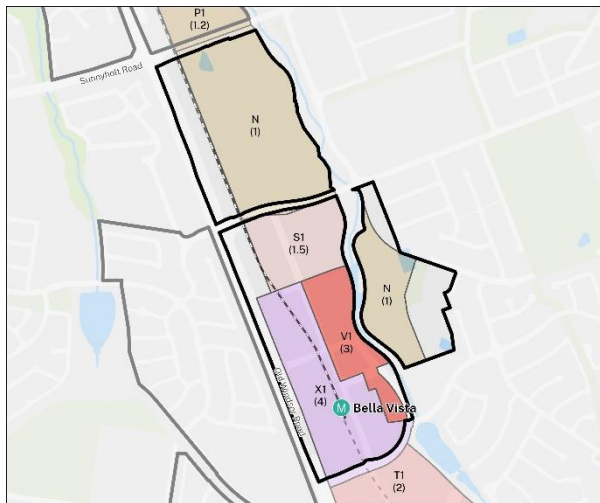 P1
(1.2)
Sunnyholt Road
N
(1)
S1
(1.5)
N
(1)
V1
(3)
X1
(4)
Old Windsor Road
M Bella Vista
T1
(2)